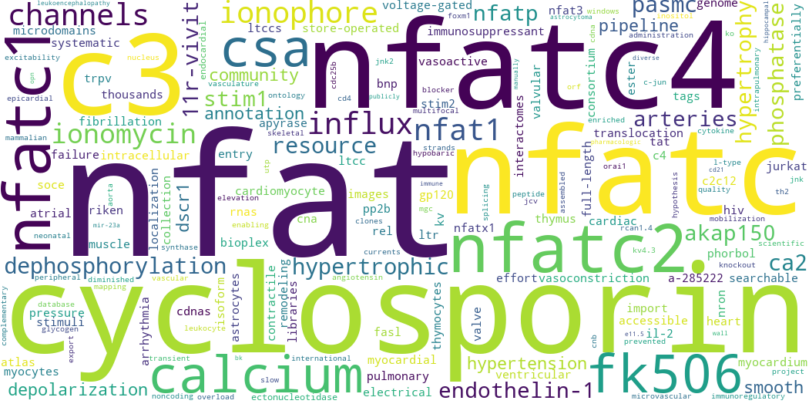 leukoencephalopathy
channels
ionophore
voltage-gated
foxm1
nfat3
windows
pasmc
genome
microdomains
ltccs
store-operated
nfatp
astrocytoma
cdna
inositol
hippocampal
systematic
csa
immunosuppressant
pipeline
administration
ko
excitability
nucleus
c3
11r-vivit
endocardial
cdc25b
jnk2
vasoactive
nfatc4
consortium
ester
diverse
hypertrophy
intrapulmonary
phosphatase
preferentially
trpv
community
bnp
blocker
valvular
orf
c-jun
thousands
stim1
vasculature
cd4
publicly
stim2
tags
epicardial
fibrillation
annotation
ontology
multifocal
interactomes
enriched
cytokine
nfatc1
ionomycin
apyrase
skeletal
influx
nfat1
translocation
arteries
mammalian
resource
hypobaric
strands
tat
pharmacologic
failure
intracellular
entry
utp
ltcc
c4
l-type
jurkat
soce
nfat
orai1
nfatc
cd21
jnk
localization
collection
dscr1
cardiomyocyte
images
immune
gp120
peptide
assembled
full-length
c2c12
quality
th2
elevation
jcv
hypothesis
atrial
riken
aorta
rnas
cna
pp2b
mgc
hiv
mobilization
neonatal
mir-23a
enabling
clones
rel
ltr
kv
nfatx1
splicing
thymus
cardiac
rcan1.4
muscle
synthase
bioplex
currents
nfatc2
kv4.3
akap150
scientific
dephosphorylation
hypertrophic
phorbol
knockout
ca2
peripheral
diminished
vascular
angiotensin
effort
vasoconstriction
a-285222
searchable
complementary
database
mapping
cyclosporin
pressure
cdnas
isoform
astrocytes
contractile
remodeling
libraries
thymocytes
import
nron
stimuli
arrhythmia
leukocyte
fasl
valve
accessible
heart
glycogen
cnb
il-2
wall
atlas
export
transient
bk
international
myocardial
hypertension
prevented
myocardium
myocytes
calcium
pulmonary
ventricular
fk506
project
depolarization
slow
electrical
endothelin-1
smooth
noncoding
overload
ectonucleotidase
microvascular
immunoregulatory